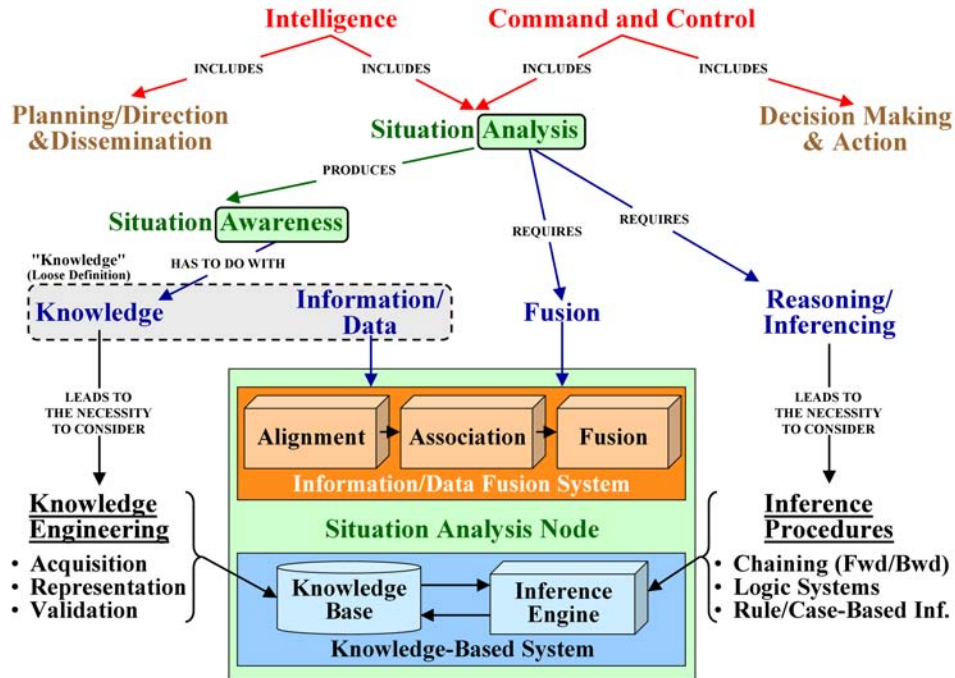 Intelligence
Command and Control
INCLUDES
INCLUDES
INCLUDES
INCLUDES
Planning/Direction
&Dissemination
Situation Analysis
Decision Making
& Action
PRODUCES
Situation Awareness
REQUIRES
REQUIRES
"Knowledge"
(Loose Definition)
HAS TO DO WITH
Knowledge
Information/
Data
Fusion
Reasoning/
Inferencing
LEADS TO
THE NECESSITY
TO CONSIDER
LEADS TO
THE NECESSITY
TO CONSIDER
Alignment
Association
Fusion
Information/Data Fusion System
Knowledge
Engineering
• Acquisition
• Representation
• Validation
Situation Analysis Node
Inference
Procedures
• Chaining (Fwd/Bwd)
• Logic Systems
• Rule/Case-Based Inf.
Knowledge
Base
Inference
Engine
Knowledge-Based System